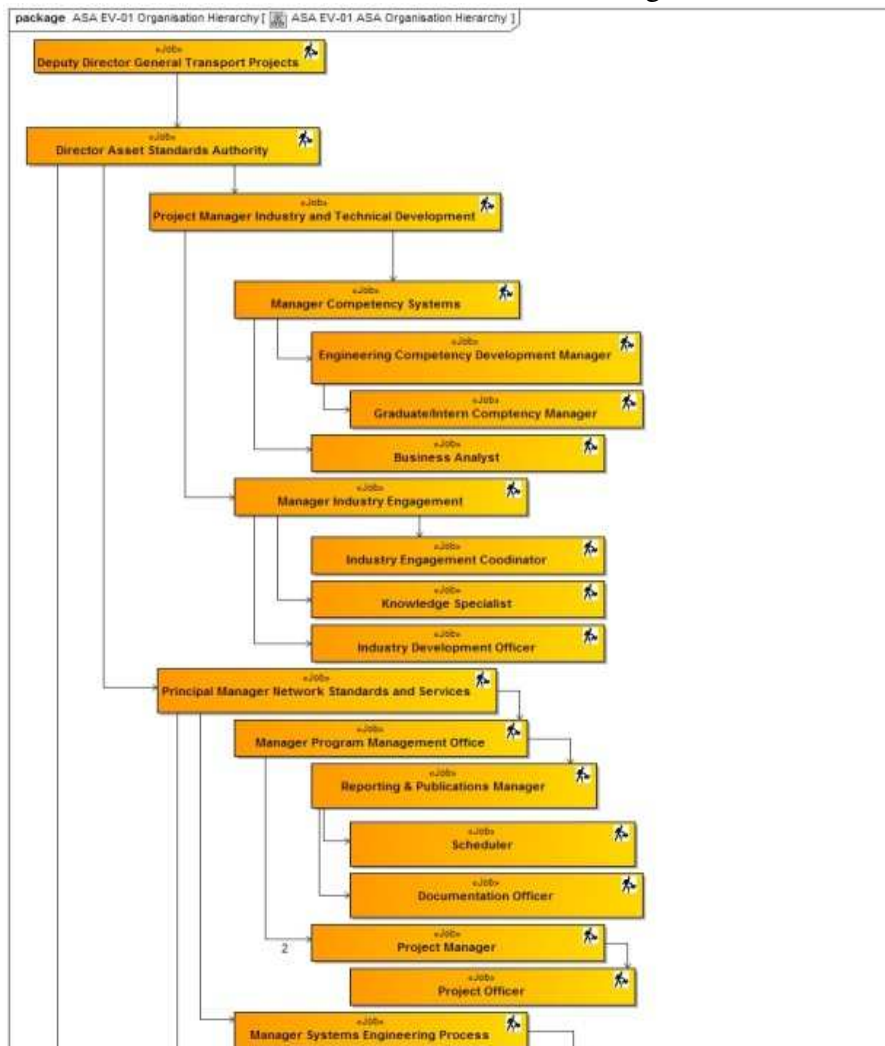 package ASA EV-01 Organisation Hierarchy [ ASA EV-01 ASA Organisation Hierarchy ]
«Job»
Deputy Director General Transport Projects
«Job»
Director Asset Standards Authority
«Job»
Project Manager Industry and Technical Development
«Job»
Manager Competency Systems
«Job»
Engineering Competency Development Manager
«Job»
Graduate/Intern Comptency Manager
«Job»
Business Analyst
«Job»
Manager Industry Engagement
«Job»
Industry Engagement Coodinator
«Job»
Knowledge Specialist
«Job»
Industry Development Officer
«Job»
Principal Manager Network Standards and Services
«Job»
Manager Program Management Office
«Job»
Reporting & Publications Manager
«Job»
Scheduler
«Job»
Documentation Officer
«Job»
Project Manager
2
«Job»
Project Officer
«Job»
Manager Systems Engineering Process